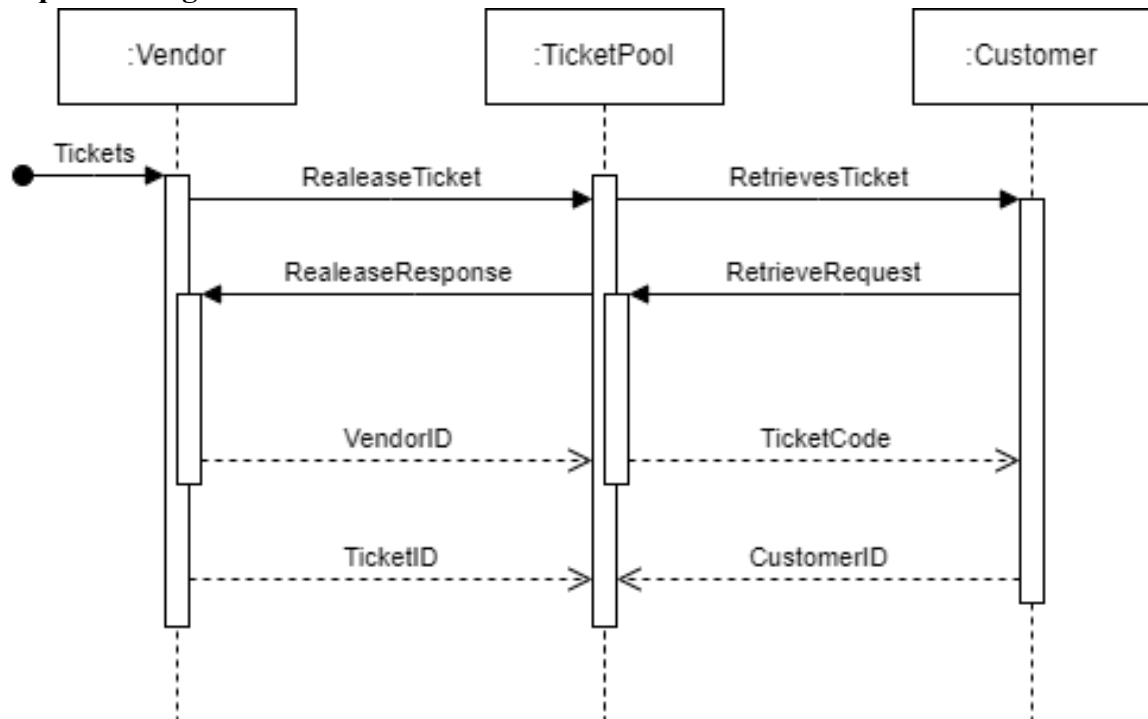 :Vendor :TicketPool :Customer
Tickets
RealeaseTicket RetrievesTicket
RealeaseResponse RetrieveRequest
VendorID TicketCode
TicketID CustomerID